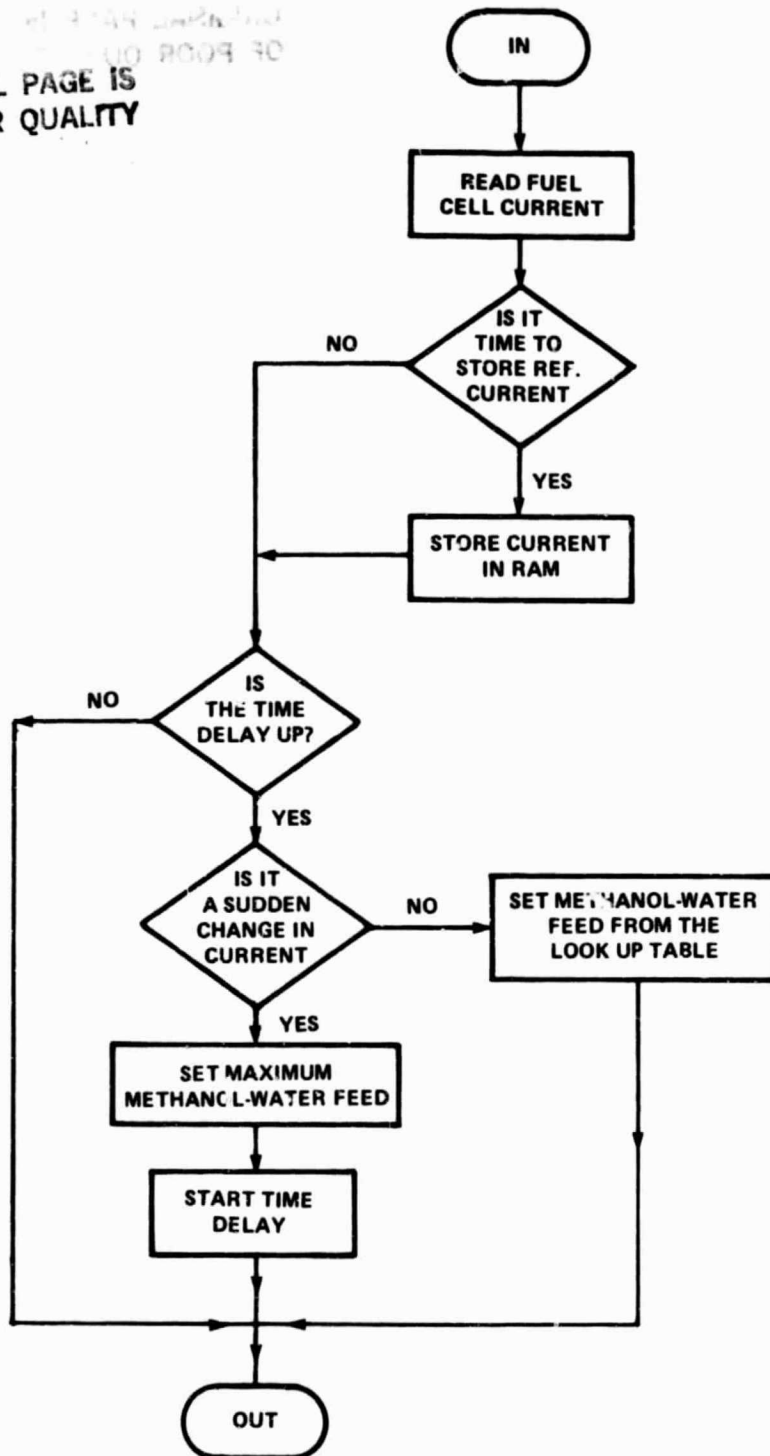 L PAGE IS
R QUALITY
IN
READ FUEL
CELL CURRENT
IS IT
TIME TO
STORE REF.
CURRENT
NO
YES
STORE CURRENT
IN RAM
IS
THE TIME
DELAY UP?
NO
YES
IS IT
A SUDDEN
CHANGE IN
CURRENT
NO
SET METHANOL-WATER
FEED FROM THE
LOOK UP TABLE
YES
SET MAXIMUM
METHANOL-WATER FEED
START TIME
DELAY
OUT